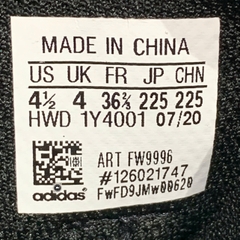 MADE IN CHINA
US UK FR JP CHN
4½ 4 36⅔ 225 225
HWD 1Y4001 07/20
ART FW9996
#126021747
adidas FwFD9JMw00620